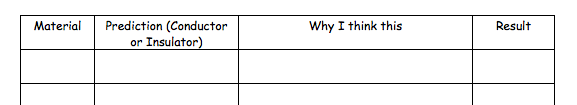 Material
Prediction (Conductor
or Insulator)
Why I think this
Result